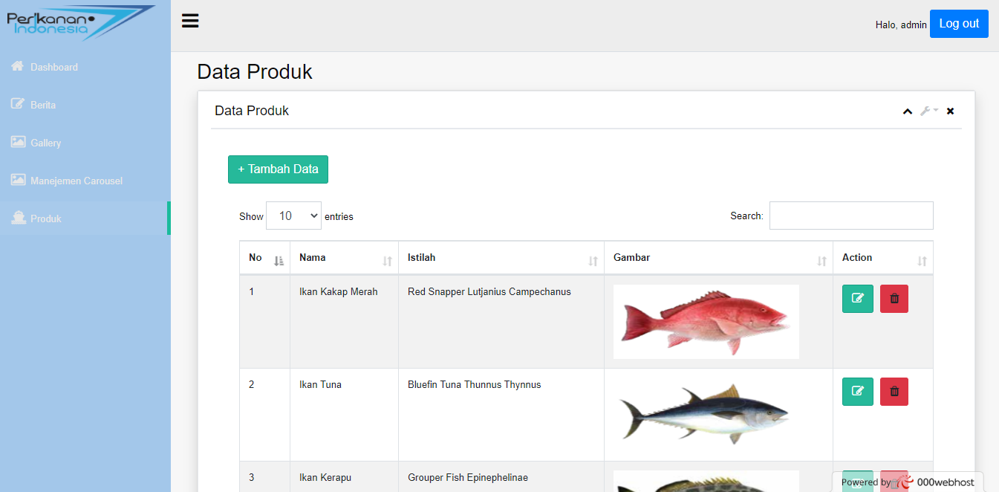 Perikanan
Indonesia
Halo, admin Log out
Dashboard
Berita
Gallery
Manejemen Carousel
Produk
Data Produk
Data Produk
+ Tambah Data
Show 10 entries
Search:
No Nama Istilah Gambar Action
1 Ikan Kakap Merah Red Snapper Lutjanius Campechanus
2 Ikan Tuna Bluefin Tuna Thunnus Thynnus
3 Ikan Kerapu Grouper Fish Epinephelinae
Powered by 000webhost